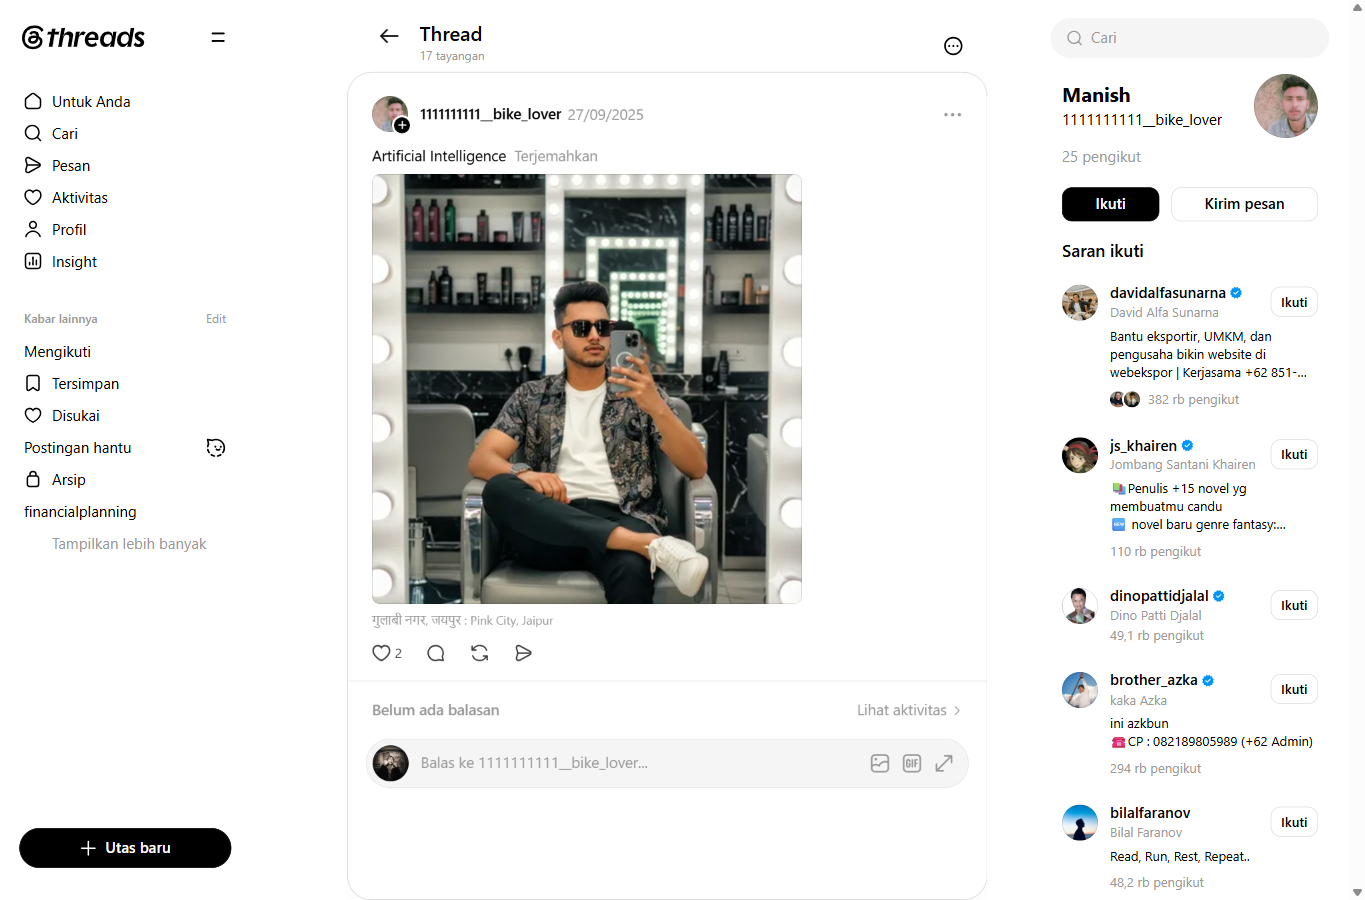 threads
Untuk Anda
Cari
Pesan
Aktivitas
Profil
Insight
Kabar lainnya
Edit
Mengikuti
Tersimpan
Disukai
Postingan hantu
Arsip
financialplanning
Tampilkan lebih banyak
Utas baru
Thread
17 tayangan
1111111111__bike_lover 27/09/2025
Artificial Intelligence Terjemahkan
गुलाबी नगर, जयपुर : Pink City, Jaipur
2
Belum ada balasan
Lihat aktivitas
Balas ke 1111111111__bike_lover...
GIF
Cari
Manish
1111111111__bike_lover
25 pengikut
Ikuti
Kirim pesan
Saran ikuti
davidalfasunarna
Ikuti
David Alfa Sunarna
Bantu eksportir, UMKM, dan
pengusaha bikin website di
webekspor | Kerjasama +62 851-...
382 rb pengikut
js_khairen
Ikuti
Jombang Santani Khairen
Penulis +15 novel yg
membuatmu candu
novel baru genre fantasy:...
110 rb pengikut
dinopattidjalal
Ikuti
Dino Patti Djalal
49,1 rb pengikut
brother_azka
Ikuti
kaka Azka
ini azkbun
CP : 082189805989 (+62 Admin)
294 rb pengikut
bilalfaranov
Ikuti
Bilal Faranov
Read, Run, Rest, Repeat..
48,2 rb pengikut